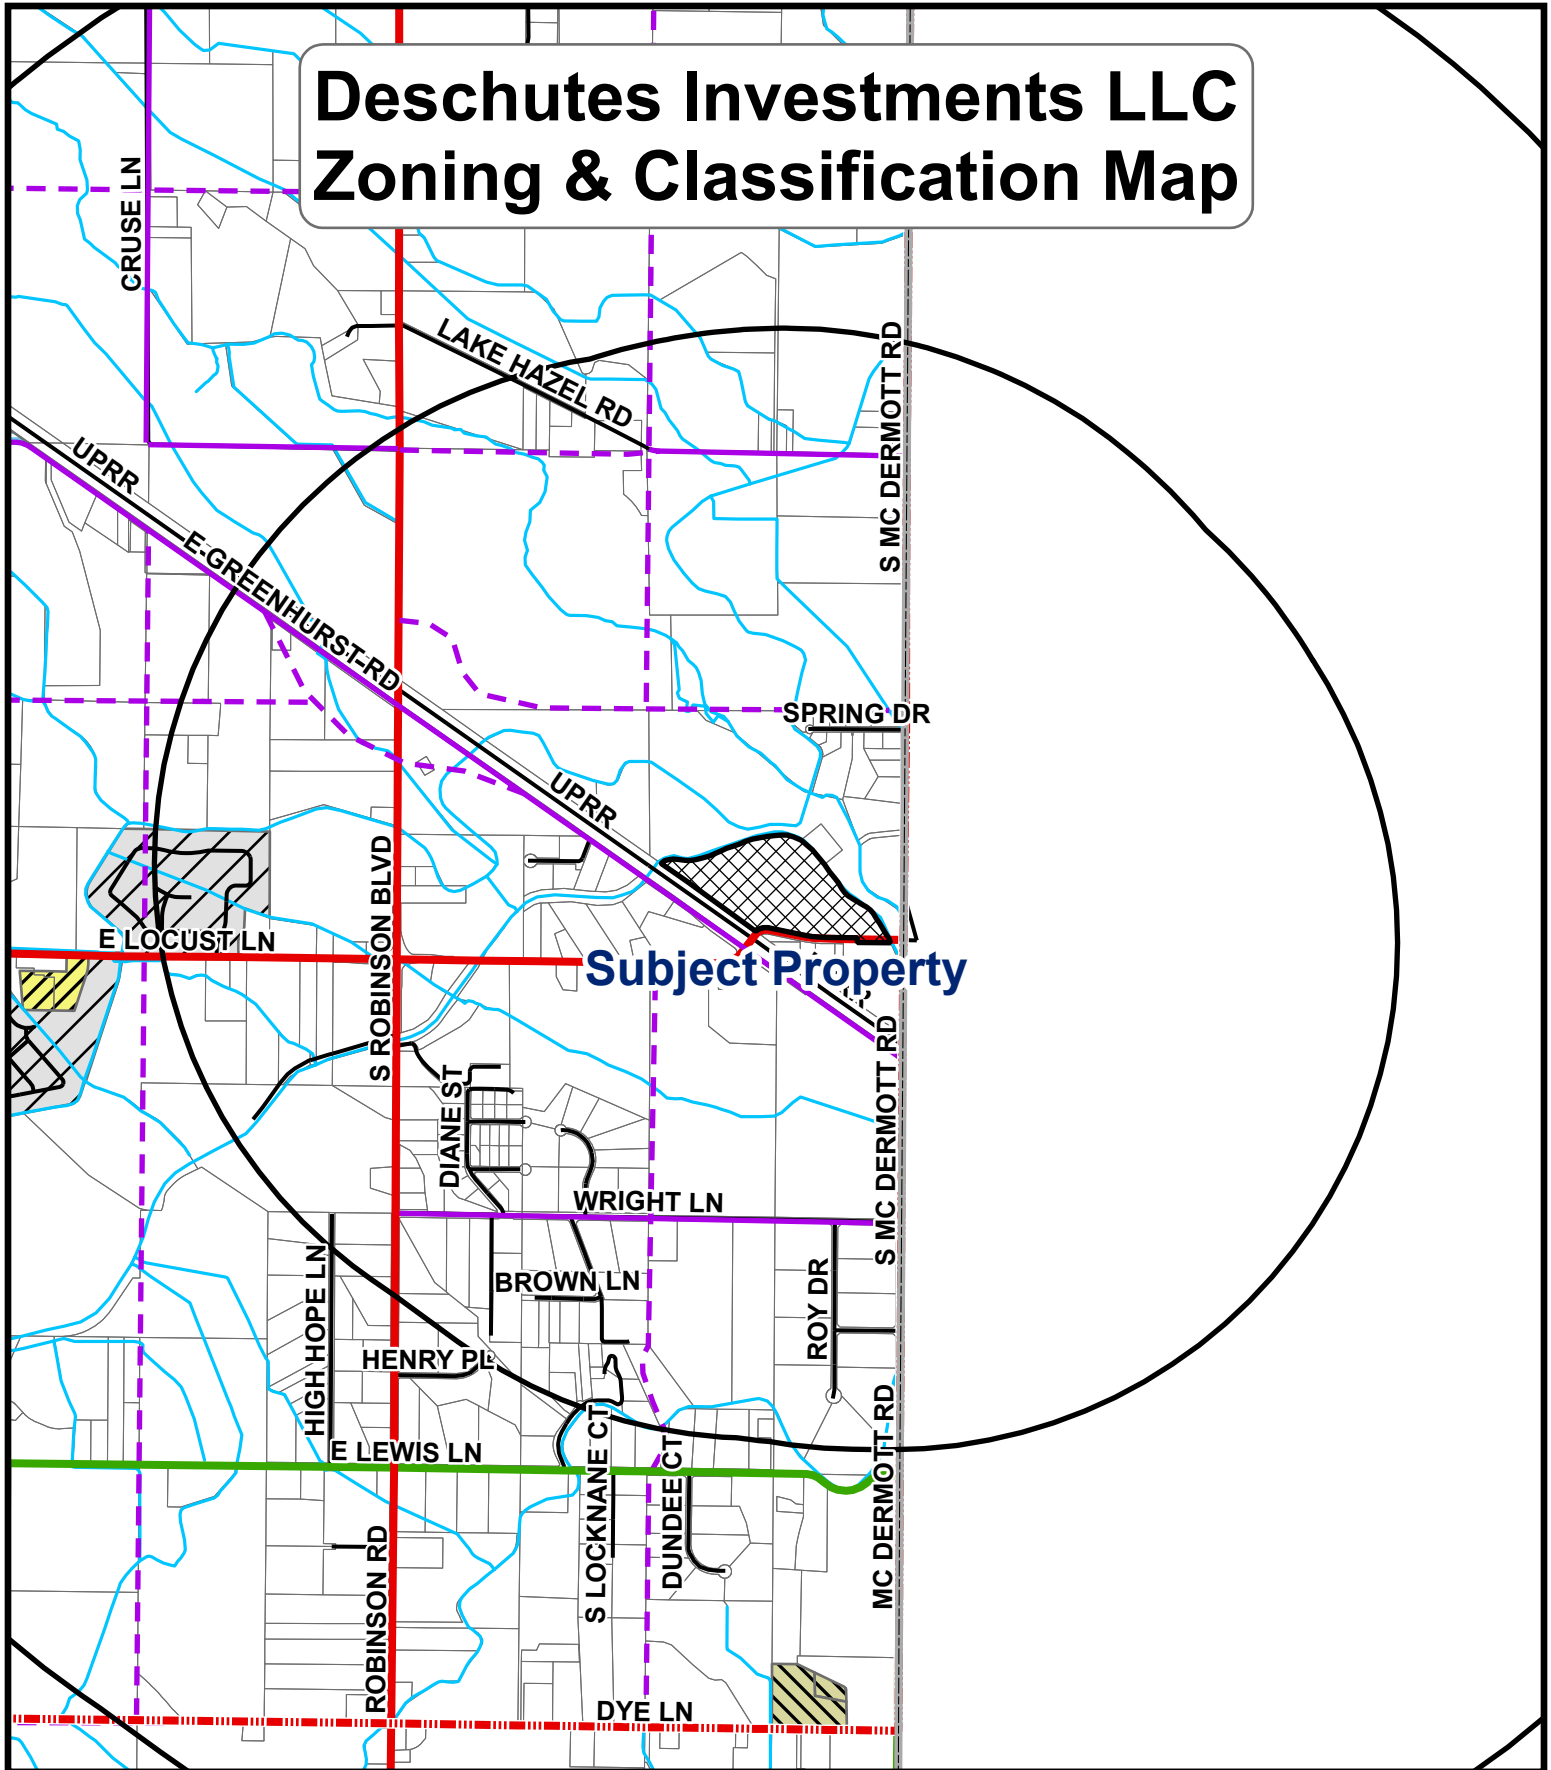 Deschutes Investments LLC
Zoning & Classification Map
CRUSE LN
LAKE HAZEL RD
S MC DERMOTT RD
UPRR
E GREENHURST RD
SPRING DR
UPRR
S ROBINSON BLVD
E LOCUST LN
Subject Property
DIANE ST
S MC DERMOTT RD
WRIGHT LN
HIGH HOPE LN
BROWN LN
ROY DR
HENRY PL
E LEWIS LN
S LOCKNANE CT
DUNDEE CT
MC DERMOTT RD
ROBINSON RD
DYE LN